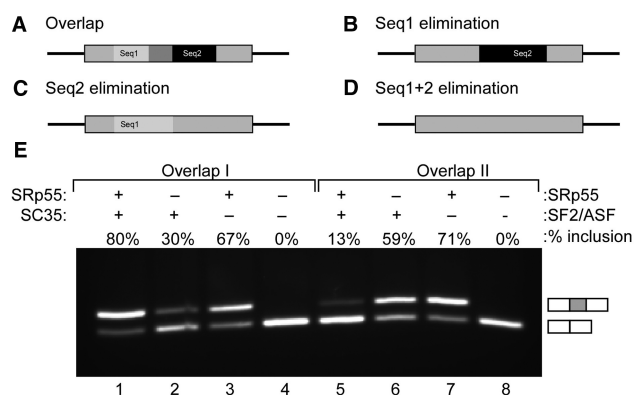 A Overlap
Seq1 Seq2
B Seq1 elimination
Seq2
C Seq2 elimination
Seq1
D Seq1+2 elimination
E
Overlap I Overlap II
SRp55: + – + – + – + – :SRp55
SC35: + + – – + + – - :SF2/ASF
80% 30% 67% 0% 13% 59% 71% 0% :% inclusion
1 2 3 4 5 6 7 8